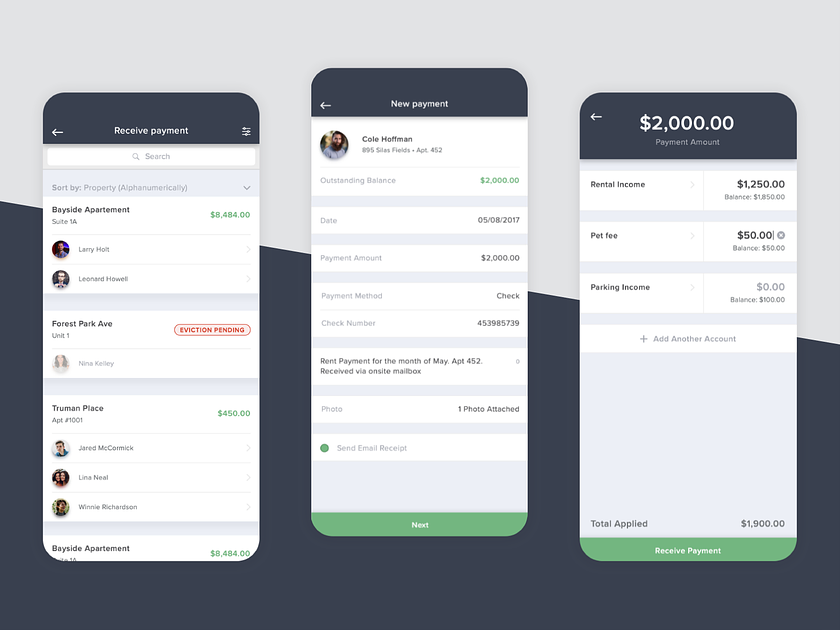 Receive payment
Search
Sort by: Property (Alphanumerically)
Bayside Apartement
$8,484.00
Suite 1A
Larry Holt
Leonard Howell
Forest Park Ave
EVICTION PENDING
Unit 1
Nina Kelley
Truman Place
$450.00
Apt #1001
Jared McCormick
Lina Neal
Winnie Richardson
Bayside Apartement
$8,484.00
Suite 1A
New payment
Cole Hoffman
895 Silas Fields • Apt. 452
Outstanding Balance $2,000.00
Date 05/08/2017
Payment Amount $2,000.00
Payment Method Check
Check Number 453985739
Rent Payment for the month of May. Apt 452. 0
Received via onsite mailbox
Photo 1 Photo Attached
Send Email Receipt
Next
$2,000.00
Payment Amount
Rental Income $1,250.00
Balance: $1,850.00
Pet fee $50.00
Balance: $50.00
Parking Income $0.00
Balance: $100.00
+ Add Another Account
Total Applied $1,900.00
Receive Payment